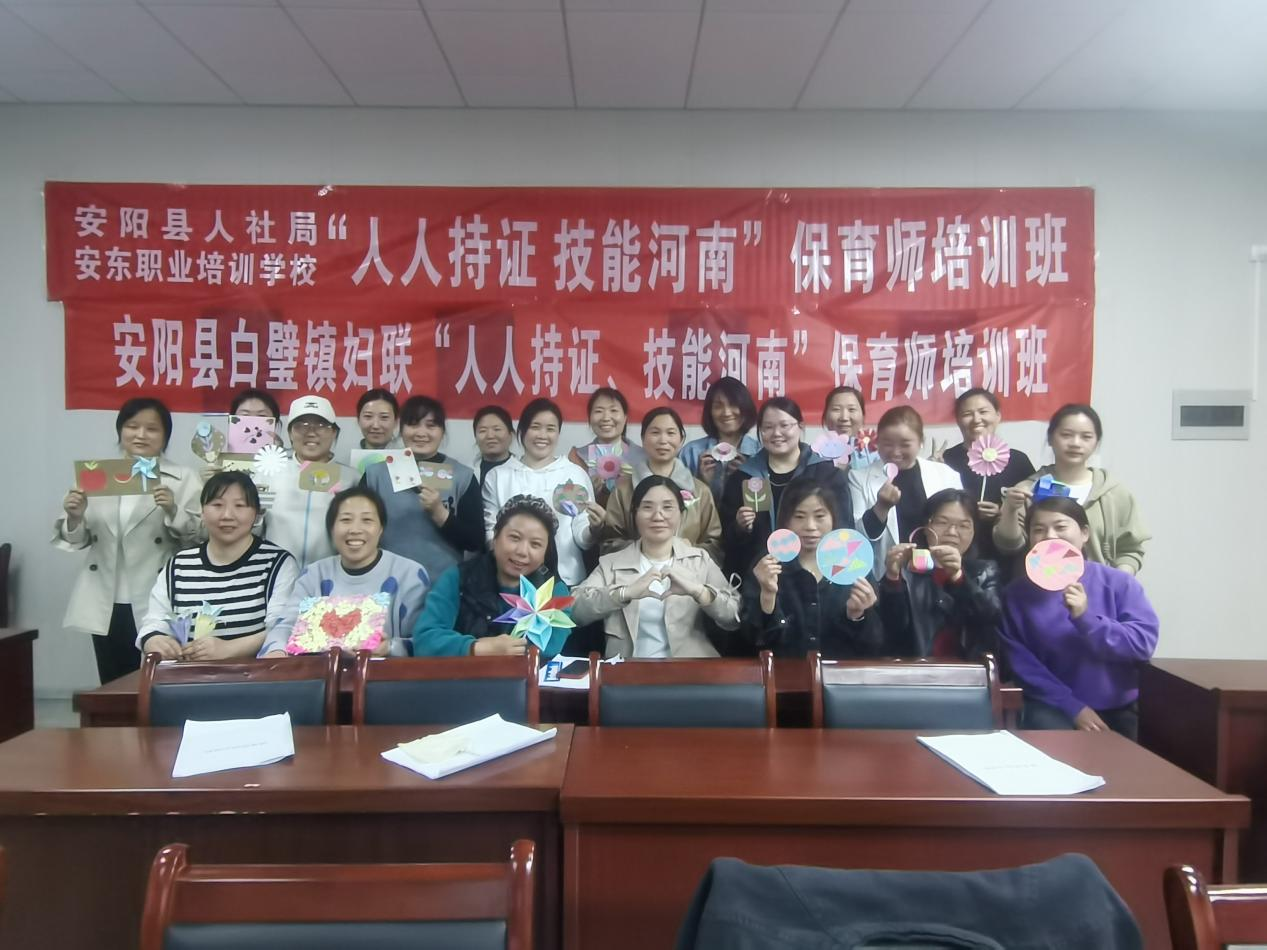 安阳县人社局
安东职业培训学校
“人人持证 技能河南” 保育师培训班
安阳县白璧镇妇联“人人持证、技能河南”保育师培训班